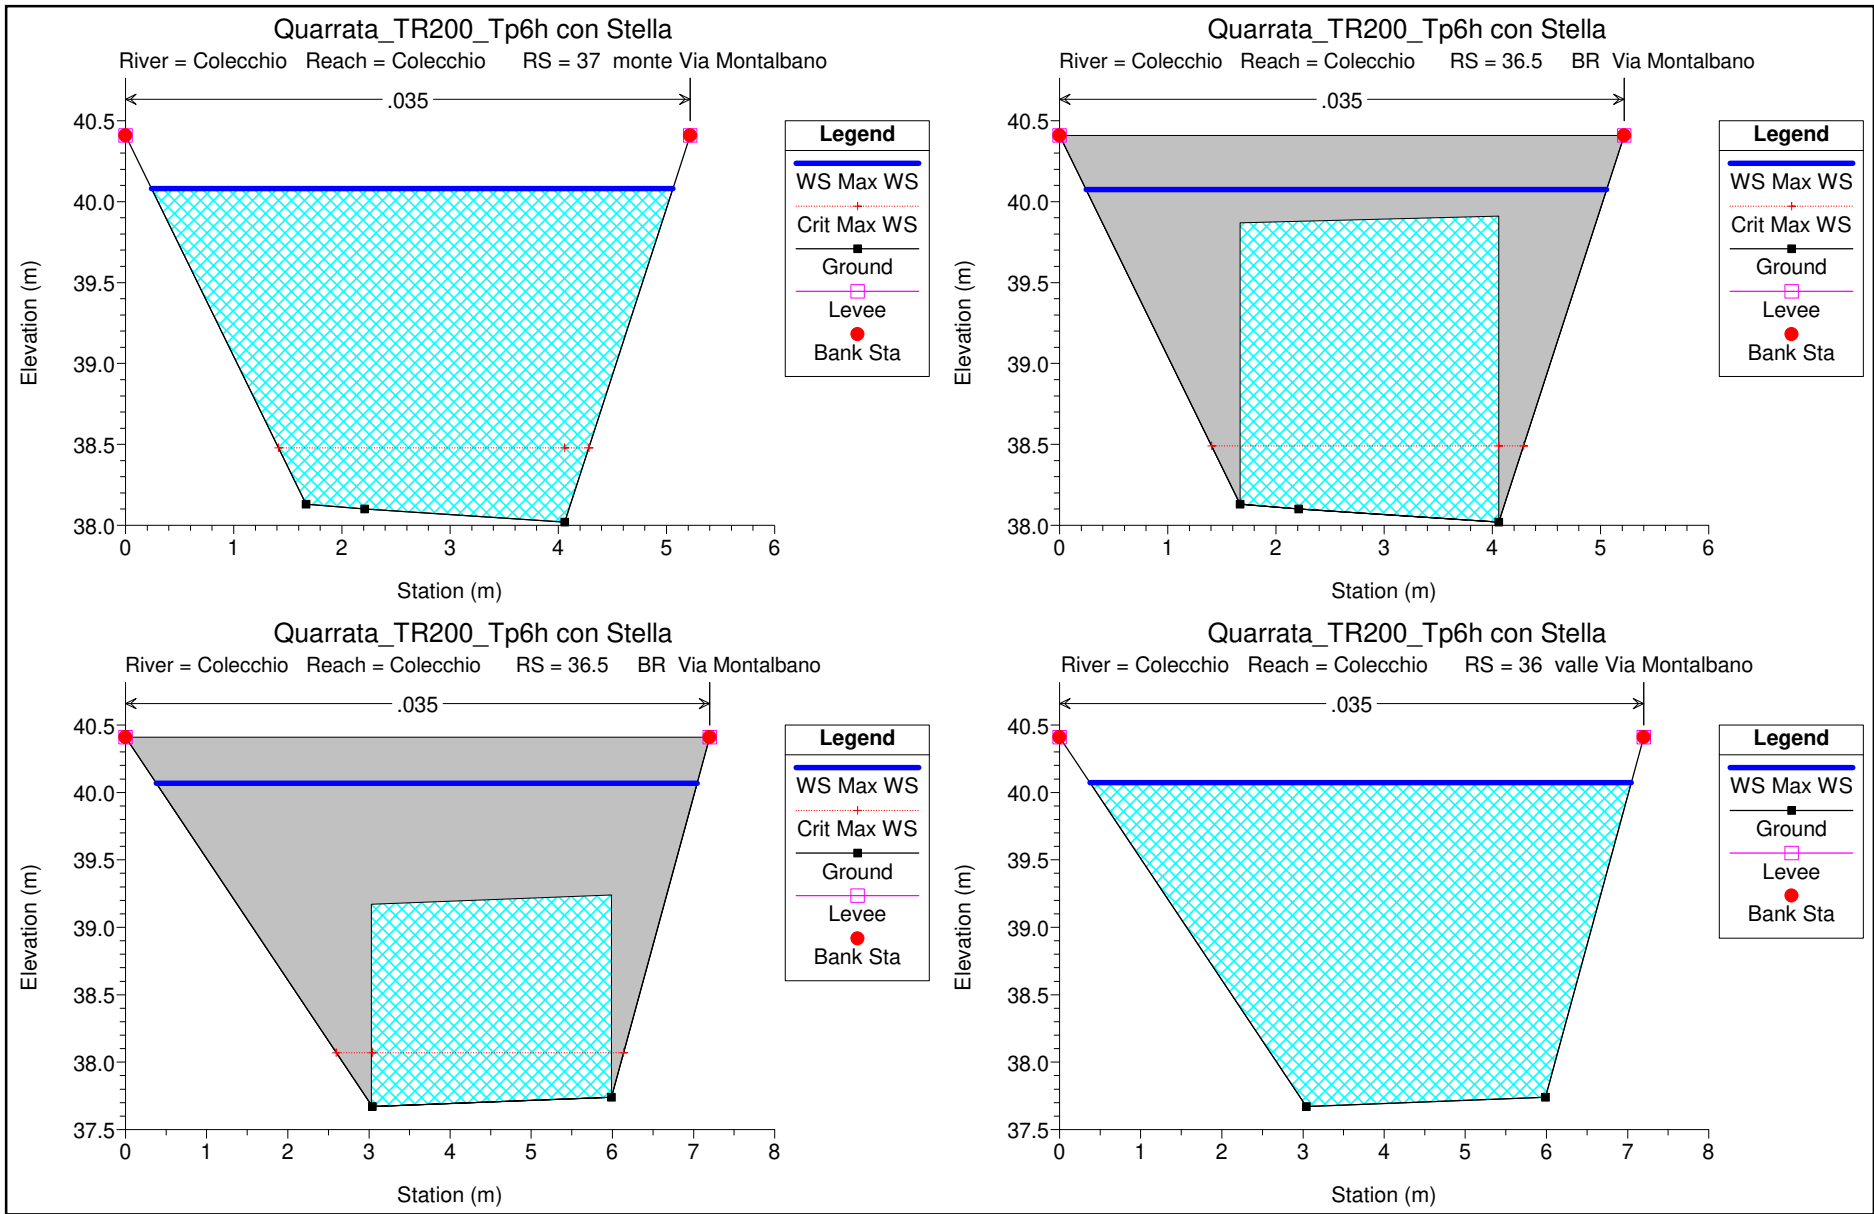 Quarrata_TR200_Tp6h con Stella
River = Colecchio Reach = Colecchio RS = 37 monte Via Montalbano
.035
40.5
40.0
39.5
39.0
38.5
38.0
Elevation (m)
0 1 2 3 4 5 6
Station (m)
Legend
WS Max WS
Crit Max WS
Ground
Levee
Bank Sta
Quarrata_TR200_Tp6h con Stella
River = Colecchio Reach = Colecchio RS = 36.5 BR Via Montalbano
.035
40.5
40.0
39.5
39.0
38.5
38.0
Elevation (m)
0 1 2 3 4 5 6
Station (m)
Legend
WS Max WS
Crit Max WS
Ground
Levee
Bank Sta
Quarrata_TR200_Tp6h con Stella
River = Colecchio Reach = Colecchio RS = 36.5 BR Via Montalbano
.035
40.5
40.0
39.5
39.0
38.5
38.0
37.5
Elevation (m)
0 1 2 3 4 5 6 7 8
Station (m)
Legend
WS Max WS
Crit Max WS
Ground
Levee
Bank Sta
Quarrata_TR200_Tp6h con Stella
River = Colecchio Reach = Colecchio RS = 36 valle Via Montalbano
.035
40.5
40.0
39.5
39.0
38.5
38.0
37.5
Elevation (m)
0 1 2 3 4 5 6 7 8
Station (m)
Legend
WS Max WS
Ground
Levee
Bank Sta